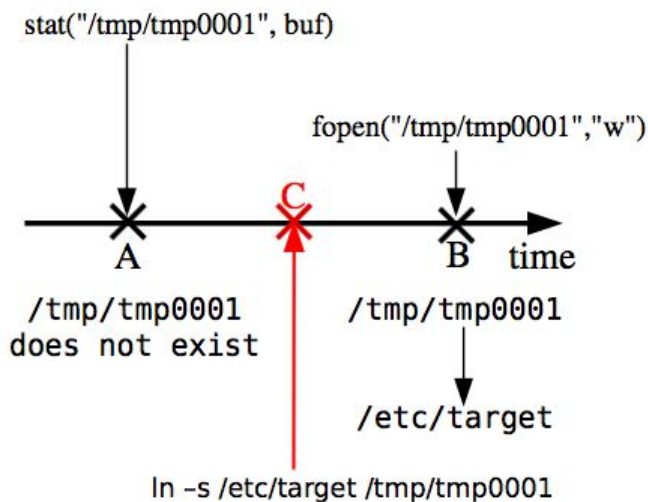 stat("/tmp/tmp0001", buf)
fopen("/tmp/tmp0001","w")
C
A
B
time
/tmp/tmp0001
does not exist
/tmp/tmp0001
/etc/target
ln –s /etc/target /tmp/tmp0001